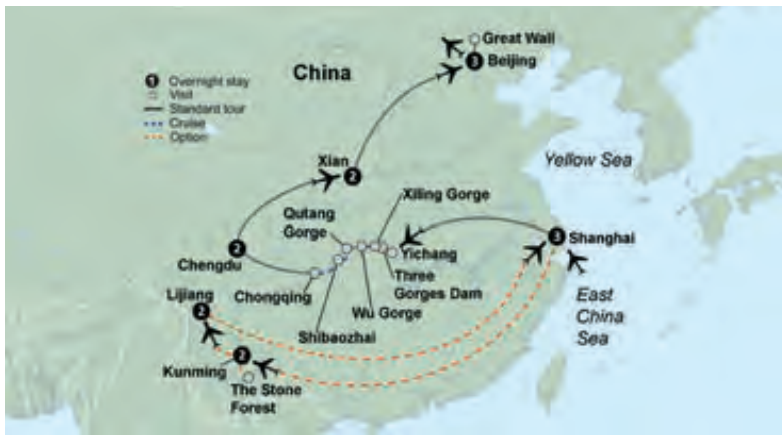 Great Wall
3 Beijing
China
1 Overnight stay
Visit
Standard tour
Cruise
Option
Xian
2
Yellow Sea
Xiling Gorge
Qutang
Gorge
2
Chengdu
Yichang
3 Shanghai
Chongqing
Three
Gorges Dam
Lijiang
2
Wu Gorge
Shibaozhai
East
China
Sea
2
Kunming
The Stone
Forest